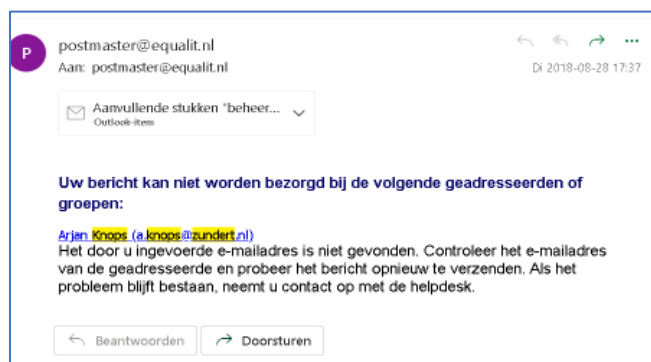 P
postmaster@equalit.nl
Aan: postmaster@equalit.nl
Di 2018-08-28 17:37
Aanvullende stukken "beheer...
Outlook-item
Uw bericht kan niet worden bezorgd bij de volgende geadresseerden of
groepen:
Arjan Knops (a.knops@zundert.nl)
Het door u ingevoerde e-mailadres is niet gevonden. Controleer het e-mailadres
van de geadresseerde en probeer het bericht opnieuw te verzenden. Als het
probleem blijft bestaan, neemt u contact op met de helpdesk.
Beantwoorden
Doorsturen